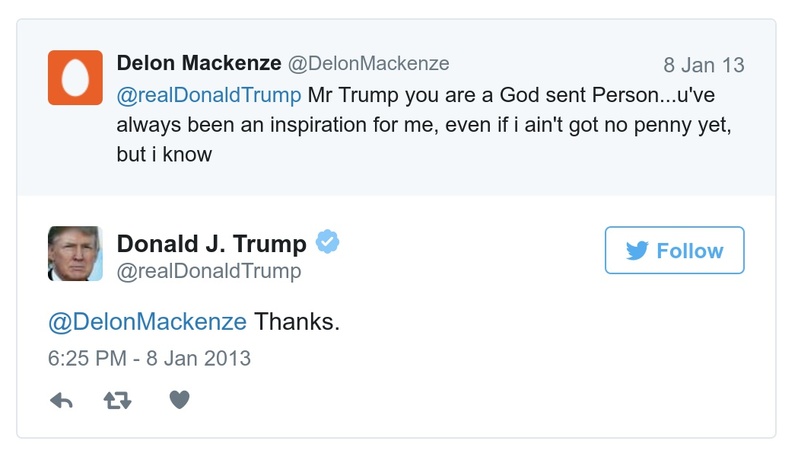 Delon Mackenze @DelonMackenze 8 Jan 13
@realDonaldTrump Mr Trump you are a God sent Person...u've
always been an inspiration for me, even if i ain't got no penny yet,
but i know
Donald J. Trump
@realDonaldTrump
Follow
@DelonMackenze Thanks.
6:25 PM - 8 Jan 2013